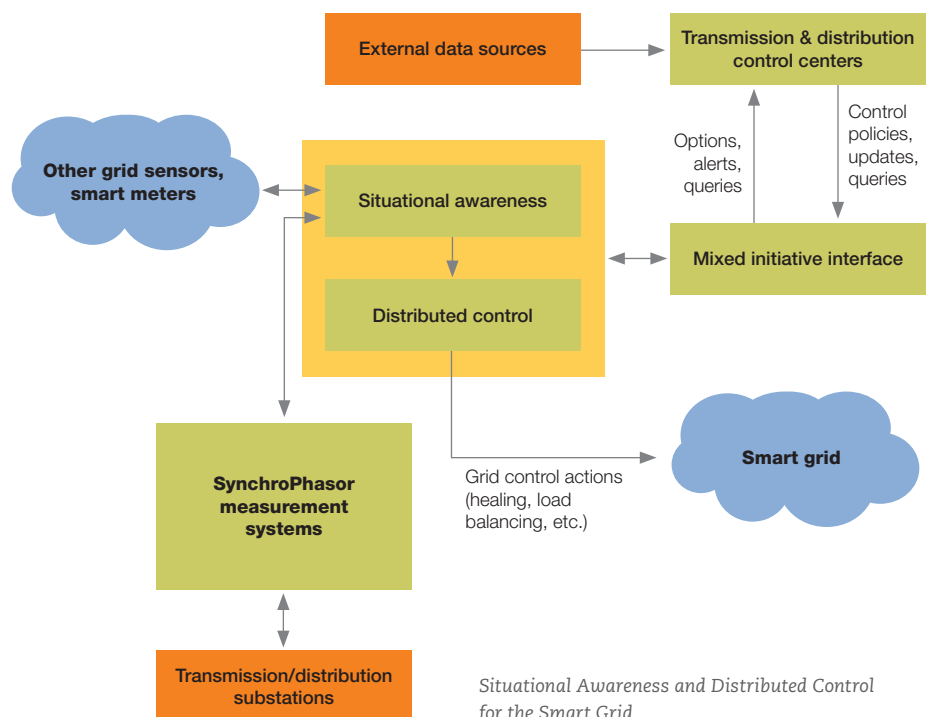 External data sources
Transmission & distribution
control centers
Options,
alerts,
queries
Control
policies,
updates,
queries
Other grid sensors,
smart meters
Situational awareness
Mixed initiative interface
Distributed control
SynchroPhasor
measurement
systems
Grid control actions
(healing, load
balancing, etc.)
Smart grid
Transmission/distribution
substations
Situational Awareness and Distributed Control
for the Smart Grid